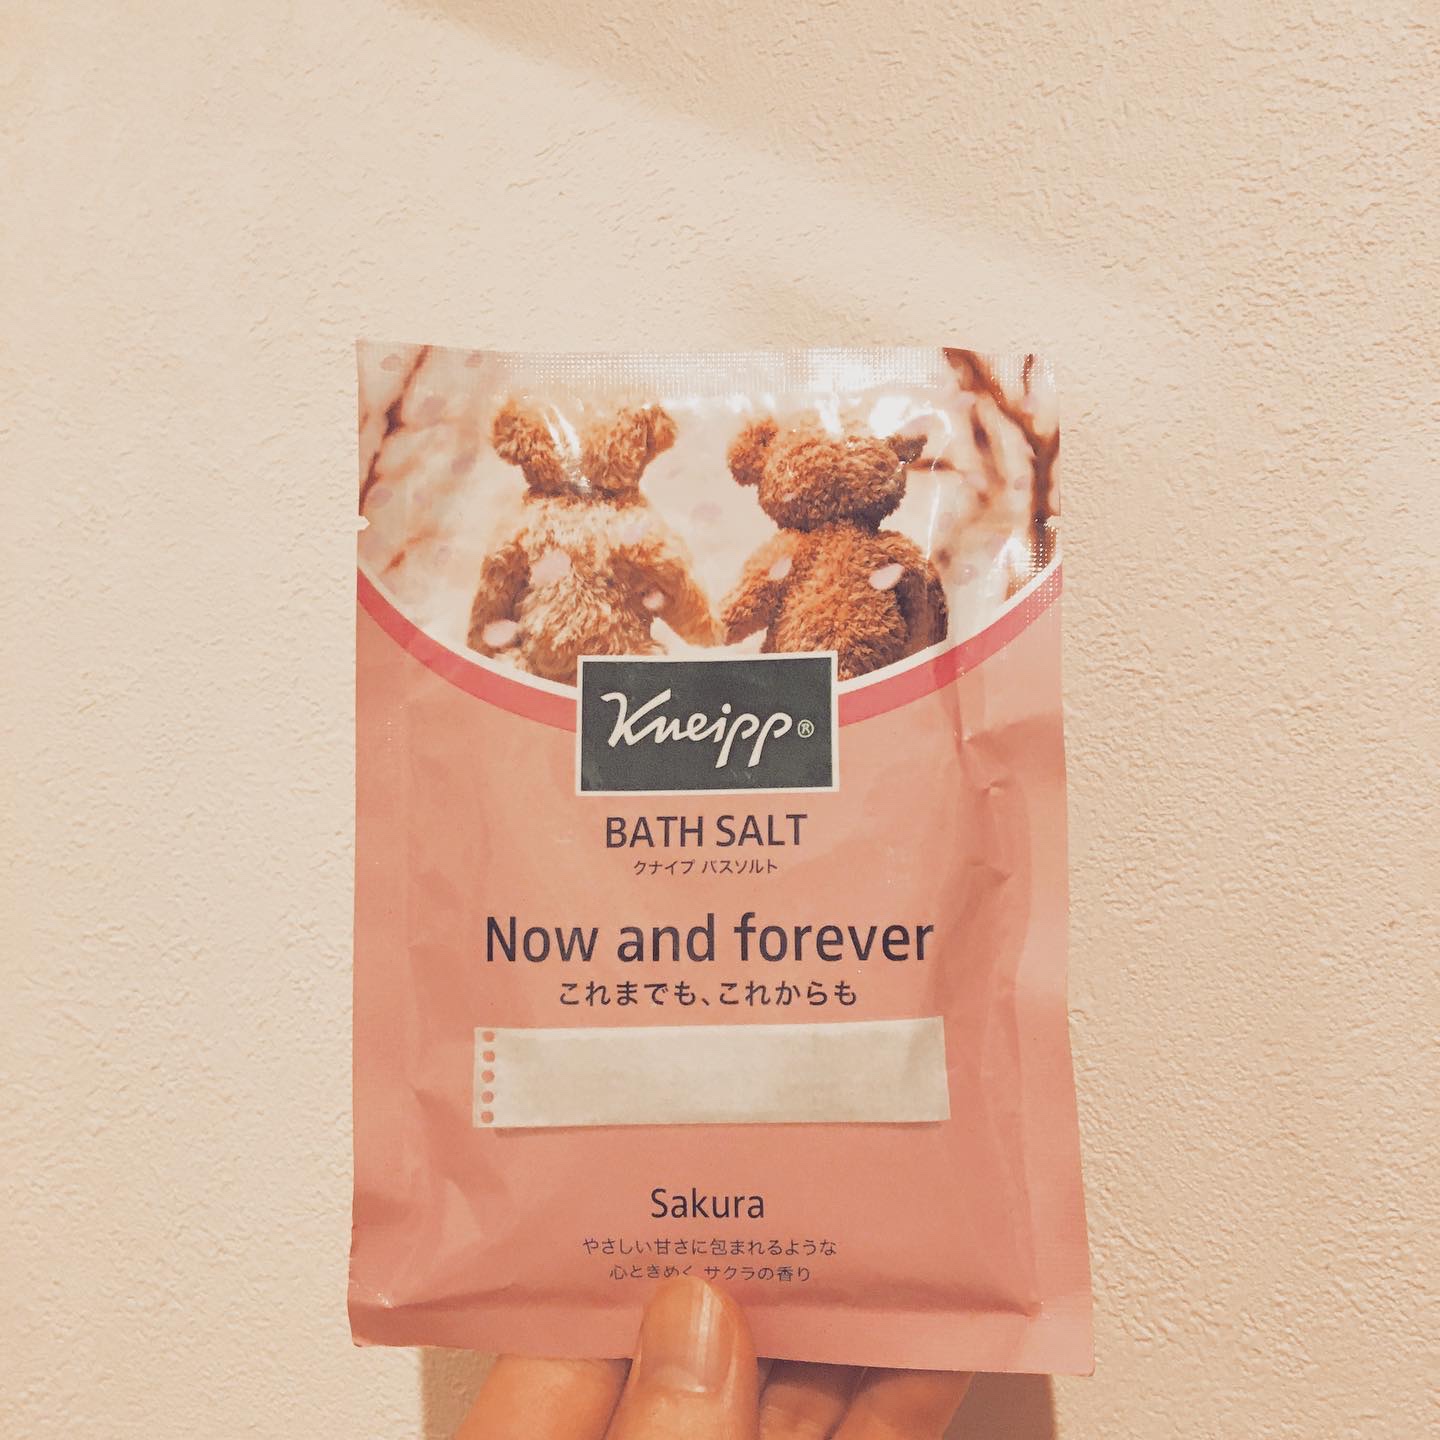 Kneipp®
BATH SALT
クナイプ バスソルト
Now and forever
これまでも、これからも
Sakura
やさしい甘さに包まれるような
心ときめく サクラの香り